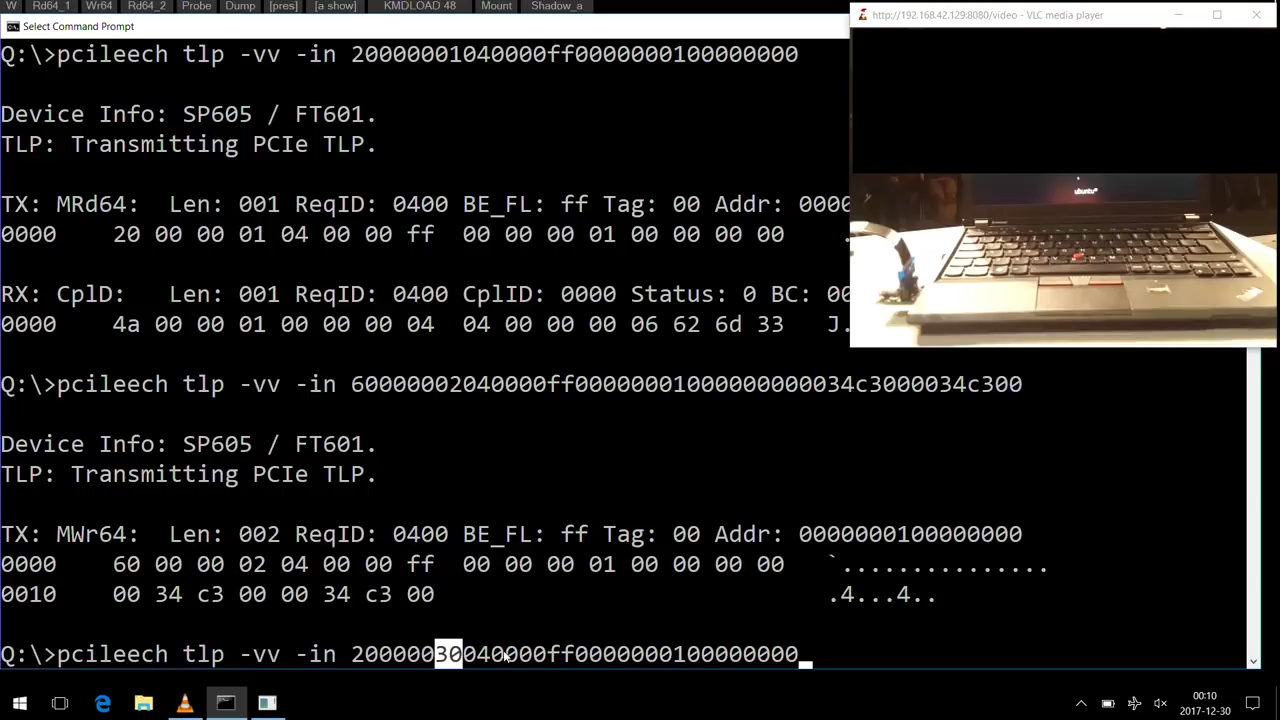 W Rd64_1 Wr64 Rd64_2 Probe Dump [pres] [a show] KMDLOAD 48 Mount Shadow_a
Select Command Prompt
http://192.168.42.129:8080/video - VLC media player
Q:\>pcileech tlp -vv -in 20000001040000ff0000000100000000
Device Info: SP605 / FT601.
TLP: Transmitting PCIe TLP.
TX: MRd64: Len: 001 ReqID: 0400 BE_FL: ff Tag: 00 Addr: 0000
0000 20 00 00 01 04 00 00 ff 00 00 00 01 00 00 00 00 .
RX: CplD: Len: 001 ReqID: 0400 CplID: 0000 Status: 0 BC: 00
0000 4a 00 00 01 00 00 00 04 04 00 00 00 06 62 6d 33 J.
ubuntu
Q:\>pcileech tlp -vv -in 60000002040000ff00000001000000000034c3000034c300
Device Info: SP605 / FT601.
TLP: Transmitting PCIe TLP.
TX: MWr64: Len: 002 ReqID: 0400 BE_FL: ff Tag: 00 Addr: 0000000100000000
0000 60 00 00 02 04 00 00 ff 00 00 00 01 00 00 00 00 `...............
0010 00 34 c3 00 00 34 c3 00 .4...4..
Q:\>pcileech tlp -vv -in 20000030040000ff0000000100000000
00:10
2017-12-30